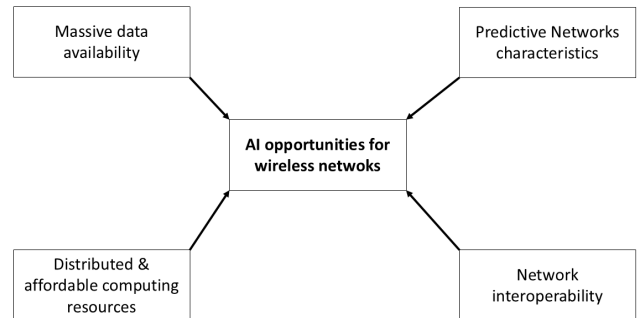 Massive data
availability
Predictive Networks
characteristics
AI opportunities for
wireless netwoks
Distributed &
affordable computing
resources
Network
interoperability